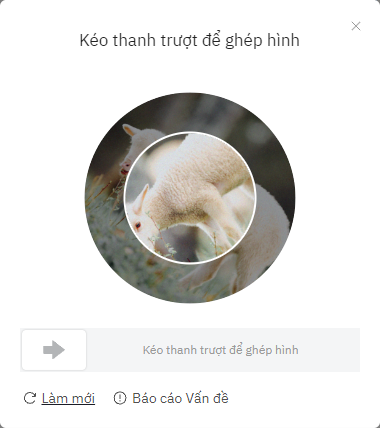 Kéo thanh trượt để ghép hình
Kéo thanh trượt để ghép hình
Làm mới
Báo cáo Vấn đề